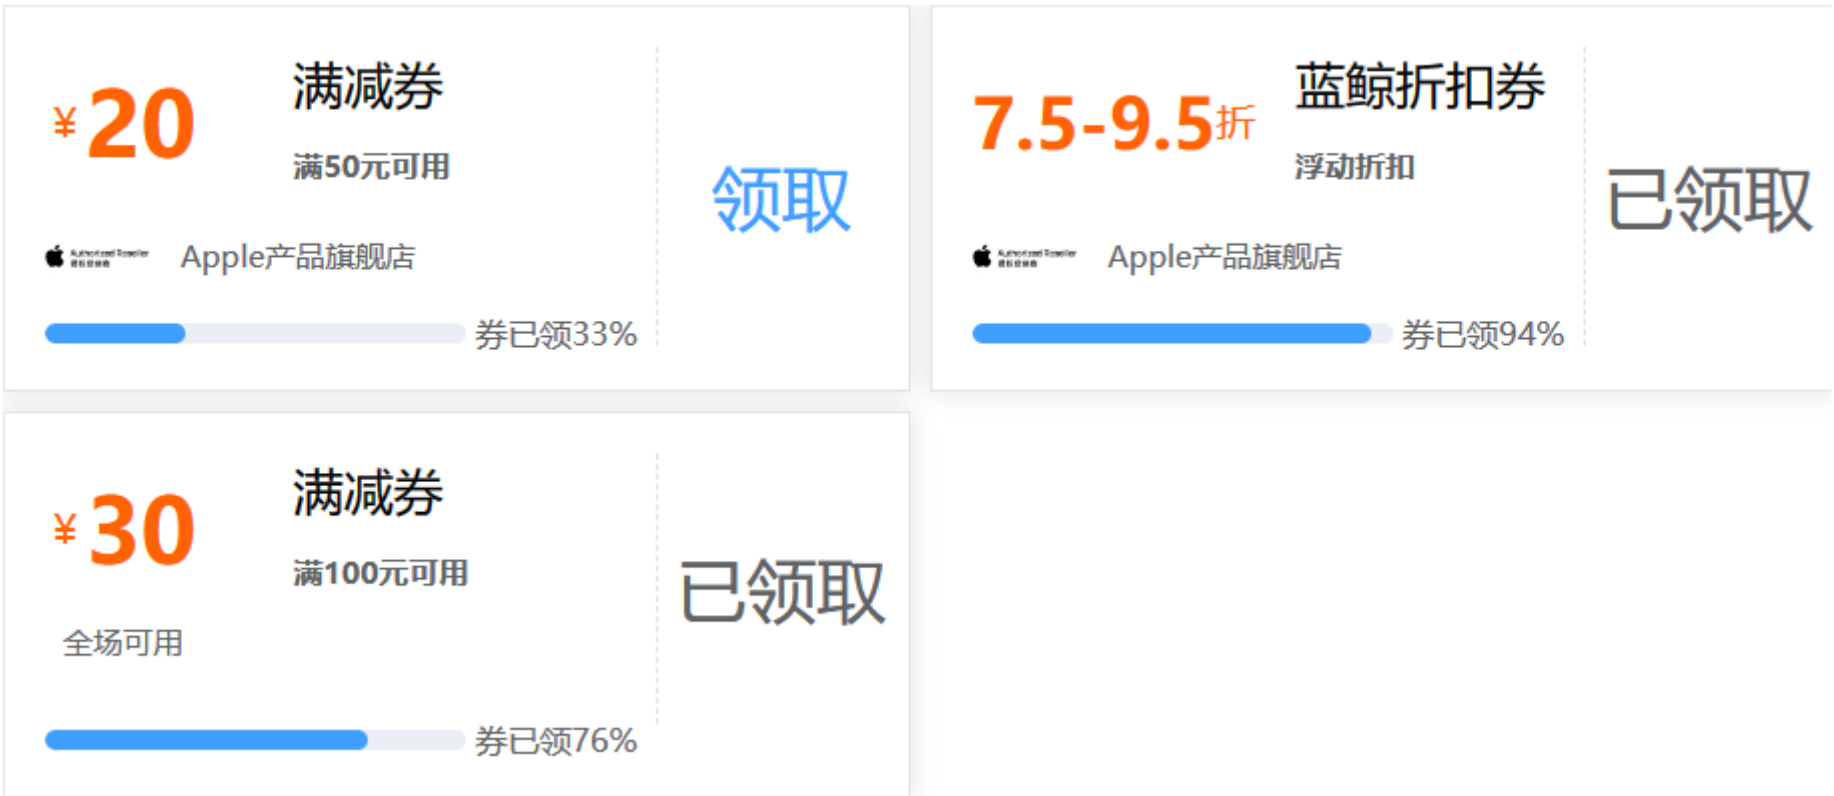 ¥20
满减券
满50元可用
领取
Authorized Reseller
Apple产品旗舰店
券已领33%
7.5-9.5折
蓝鲸折扣券
浮动折扣
已领取
Authorized Reseller
Apple产品旗舰店
券已领94%
¥30
满减券
满100元可用
已领取
全场可用
券已领76%